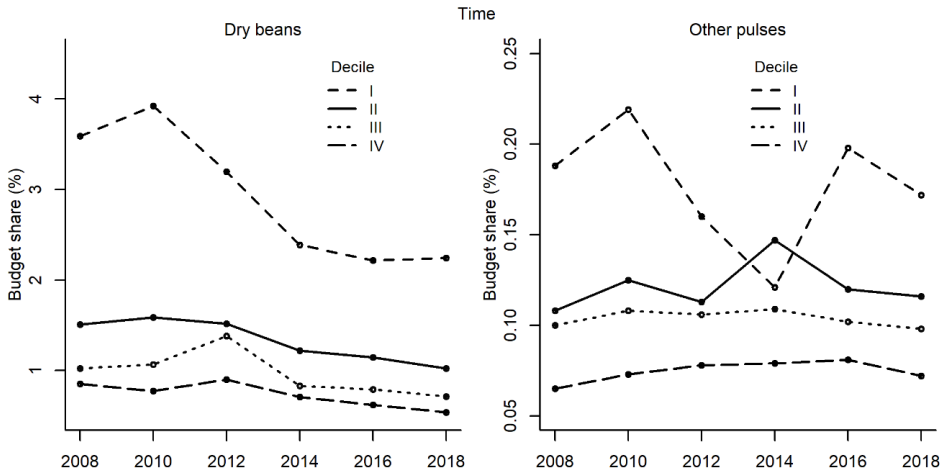 Time
Dry beans
Decile
I
II
III
IV
Budget share (%)
4
3
2
1
2008 2010 2012 2014 2016 2018
Other pulses
Decile
I
II
III
IV
Budget share (%)
0.25
0.20
0.15
0.10
0.05
2008 2010 2012 2014 2016 2018